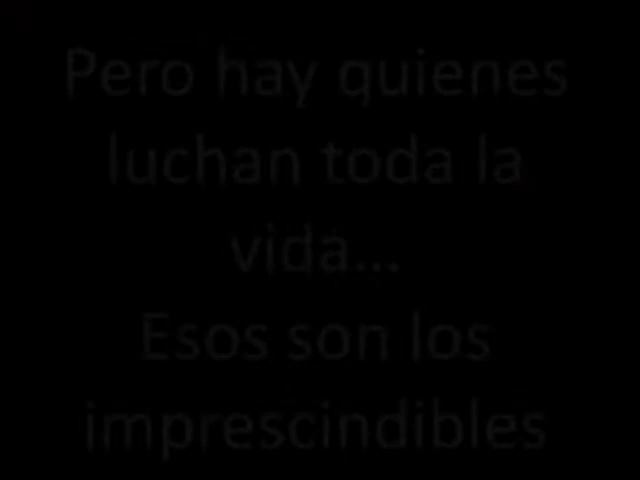 Pero hay quienes
luchan toda la
vida...
Esos son los
imprescindibles